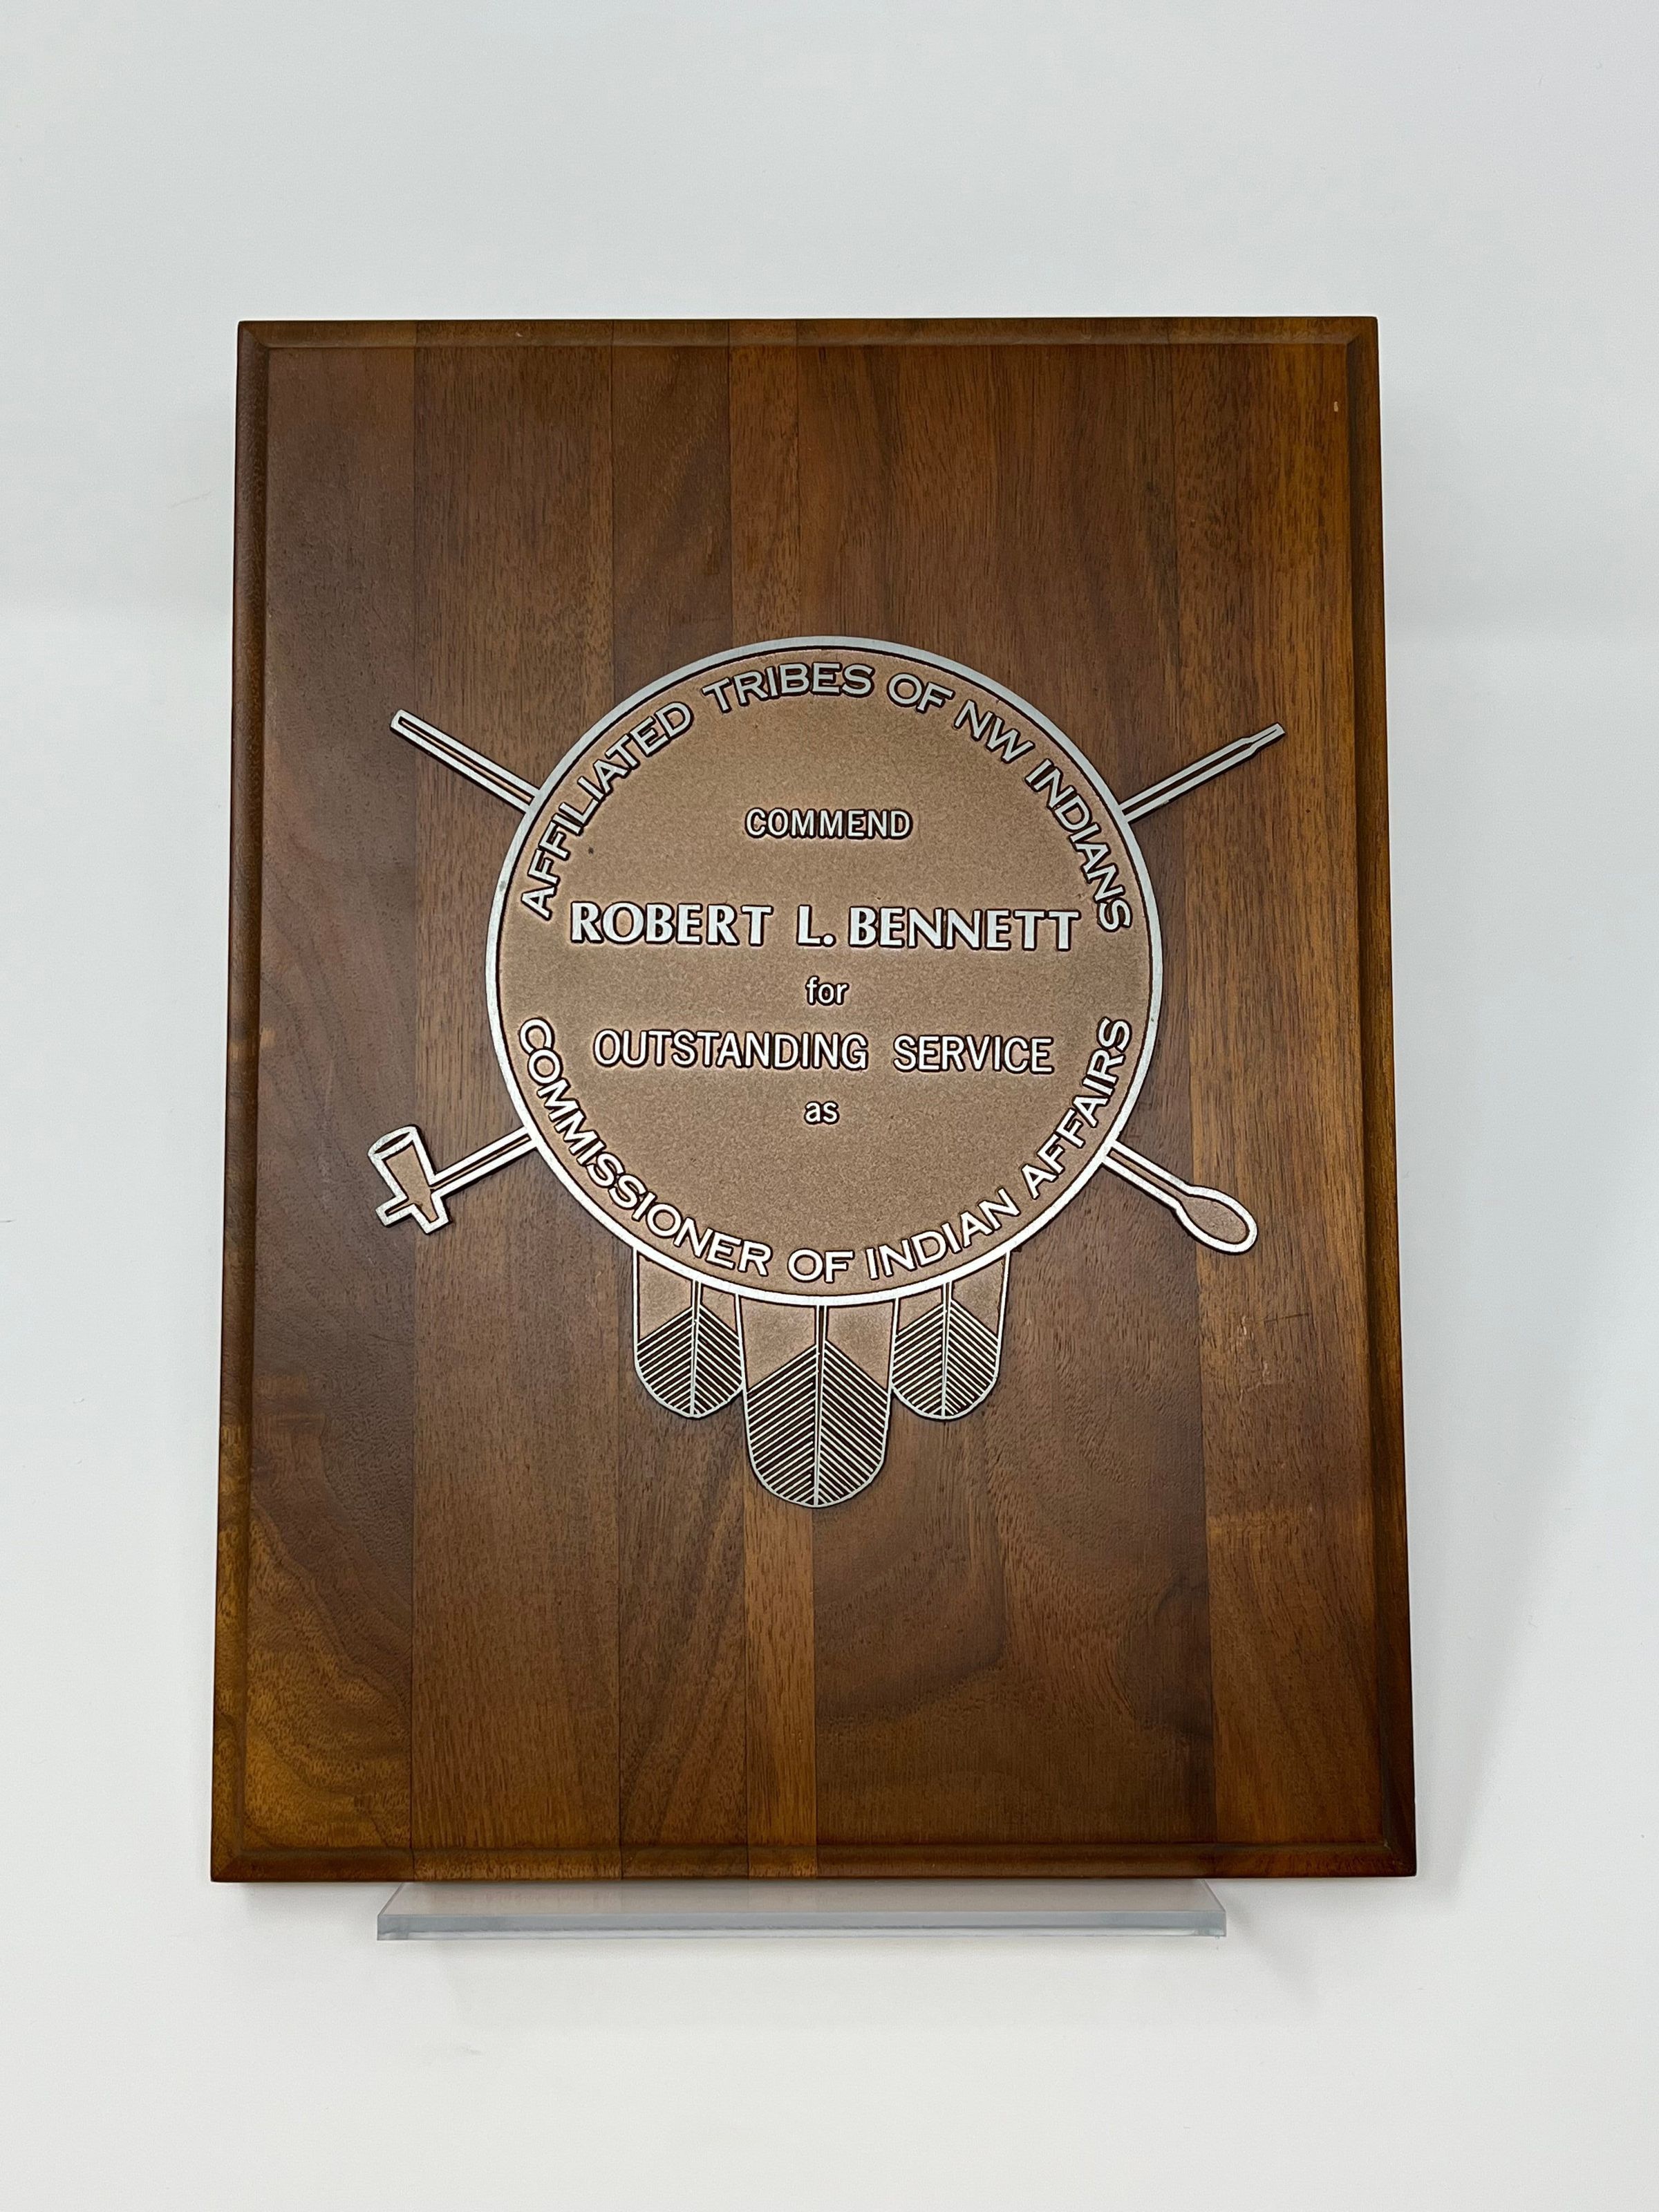 AFFILIATED TRIBES OF NW INDIANS
COMMEND
ROBERT L. BENNETT
for
OUTSTANDING SERVICE
as
COMMISSIONER OF INDIAN AFFAIRS